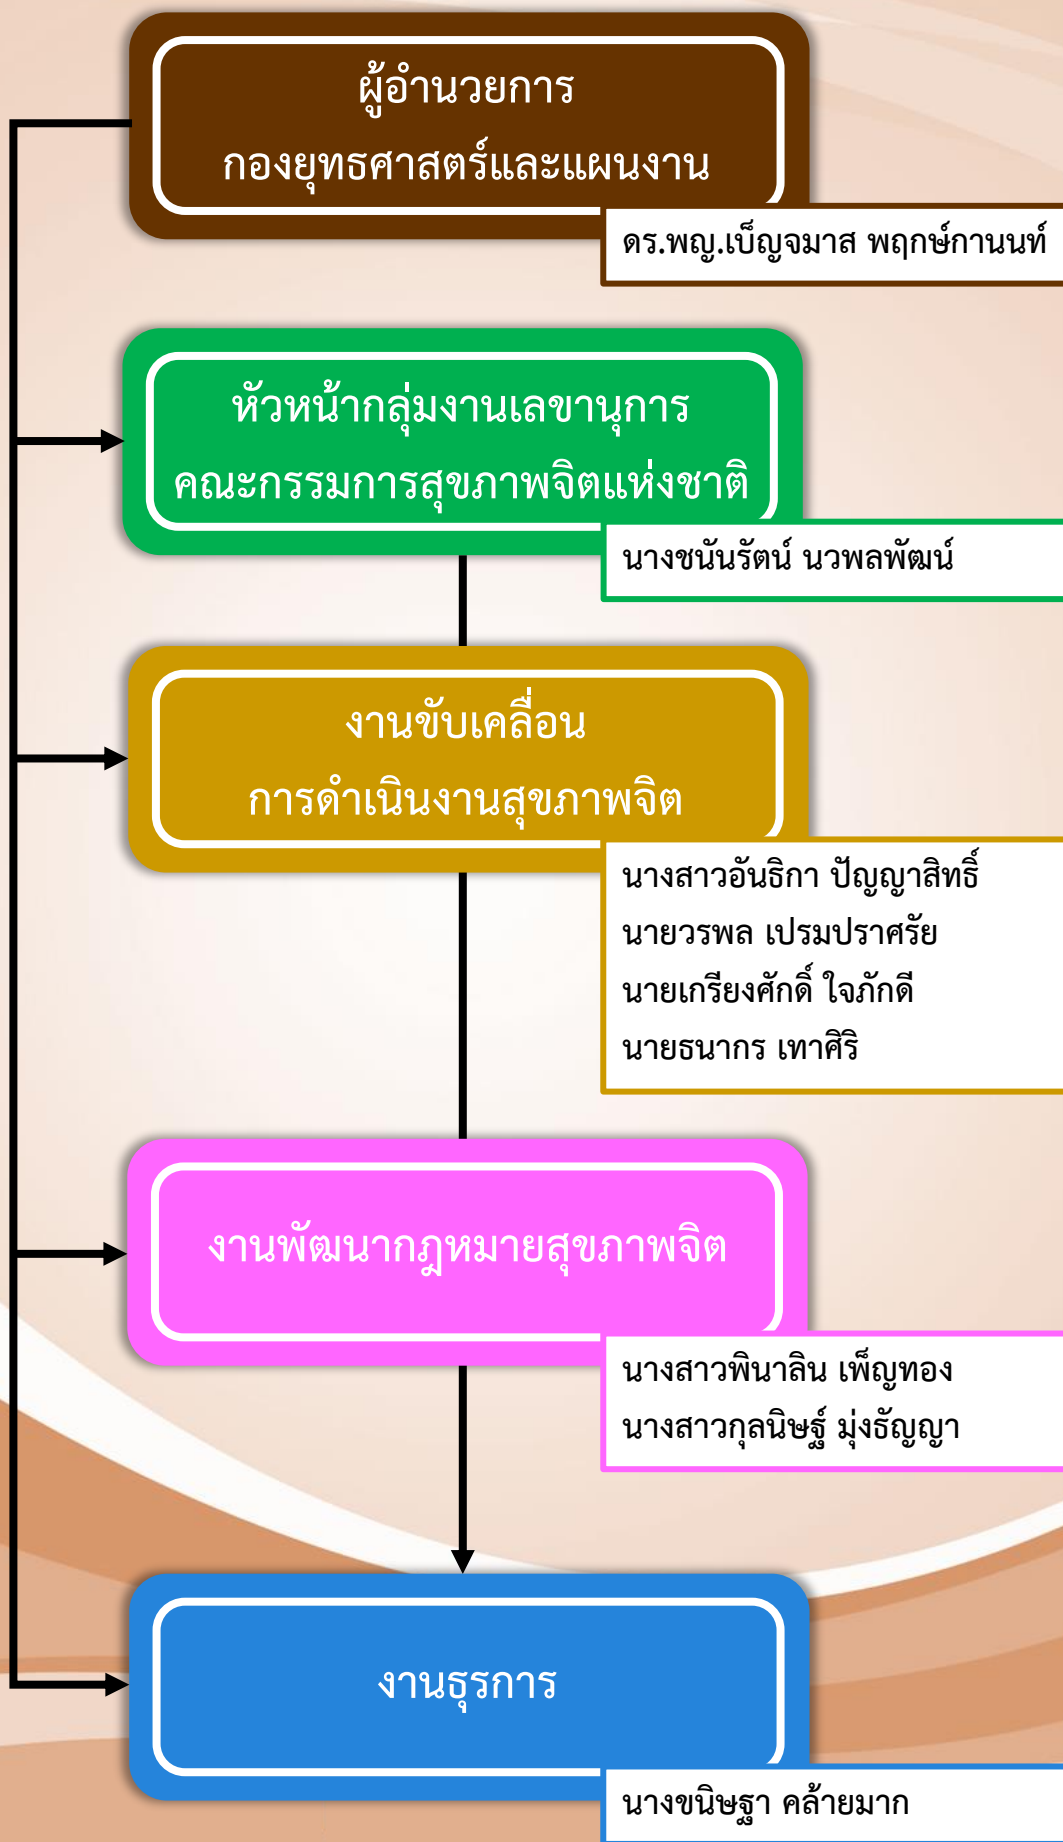 ผู้อำนวยการ
กองยุทธศาสตร์และแผนงาน
ดร.พญ.เบ็ญจมาส พฤกษ์กานนท์
หัวหน้ากลุ่มงานเลขานุการ
คณะกรรมการสุขภาพจิตแห่งชาติ
นางชนันรัตน์ นวพลพัฒน์
งานขับเคลื่อน
การดำเนินงานสุขภาพจิต
นางสาวอันธิกา ปัญญาสิทธิ์
นายวรพล เปรมปราศรัย
นายเกรียงศักดิ์ ใจภักดี
นายธนากร เทาศิริ
งานพัฒนากฎหมายสุขภาพจิต
นางสาวพินาลิน เพ็ญทอง
นางสาวกุลนิษฐ์ มุ่งธัญญา
งานธุรการ
นางขนิษฐา คล้ายมาก